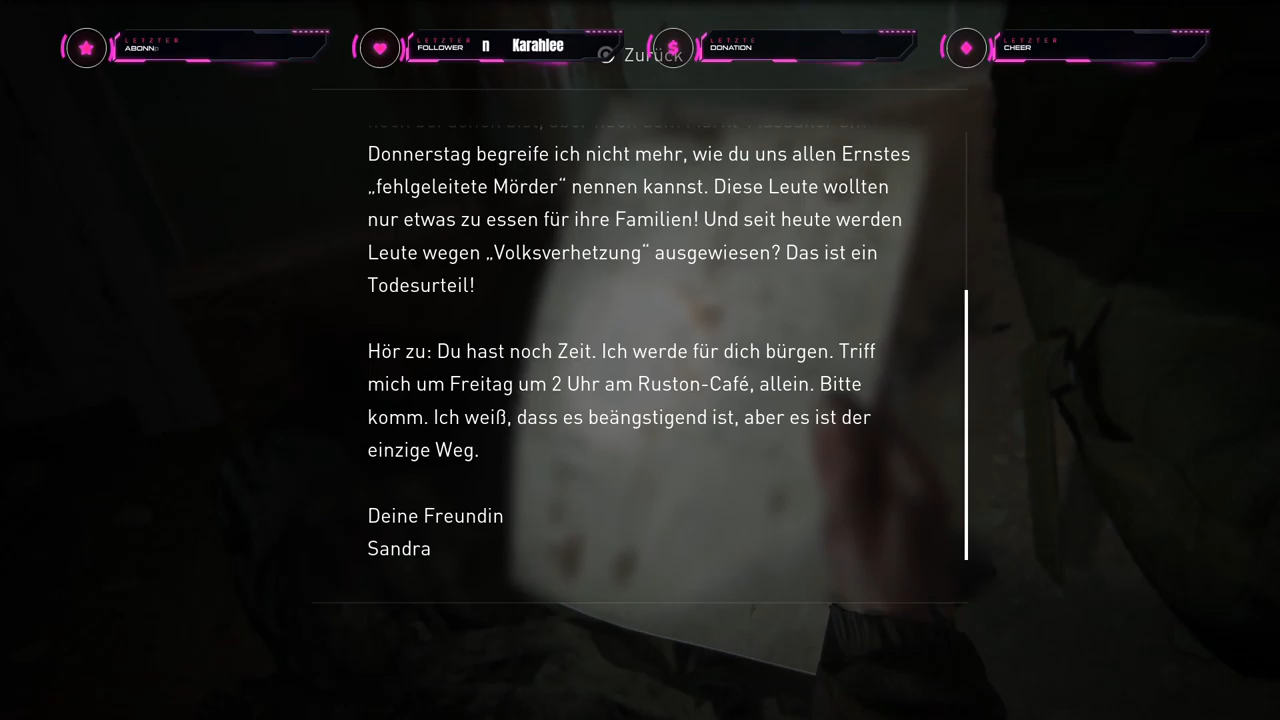 LETZTER
ABONN
LETZTER
FOLLOWER
n Karahlee
Zurück
LETZTE
DONATION
LETZTER
CHEER
Donnerstag begreife ich nicht mehr, wie du uns allen Ernstes
„fehlgeleitete Mörder“ nennen kannst. Diese Leute wollten
nur etwas zu essen für ihre Familien! Und seit heute werden
Leute wegen „Volksverhetzung“ ausgewiesen? Das ist ein
Todesurteil!
Hör zu: Du hast noch Zeit. Ich werde für dich bürgen. Triff
mich um Freitag um 2 Uhr am Ruston-Café, allein. Bitte
komm. Ich weiß, dass es beängstigend ist, aber es ist der
einzige Weg.
Deine Freundin
Sandra